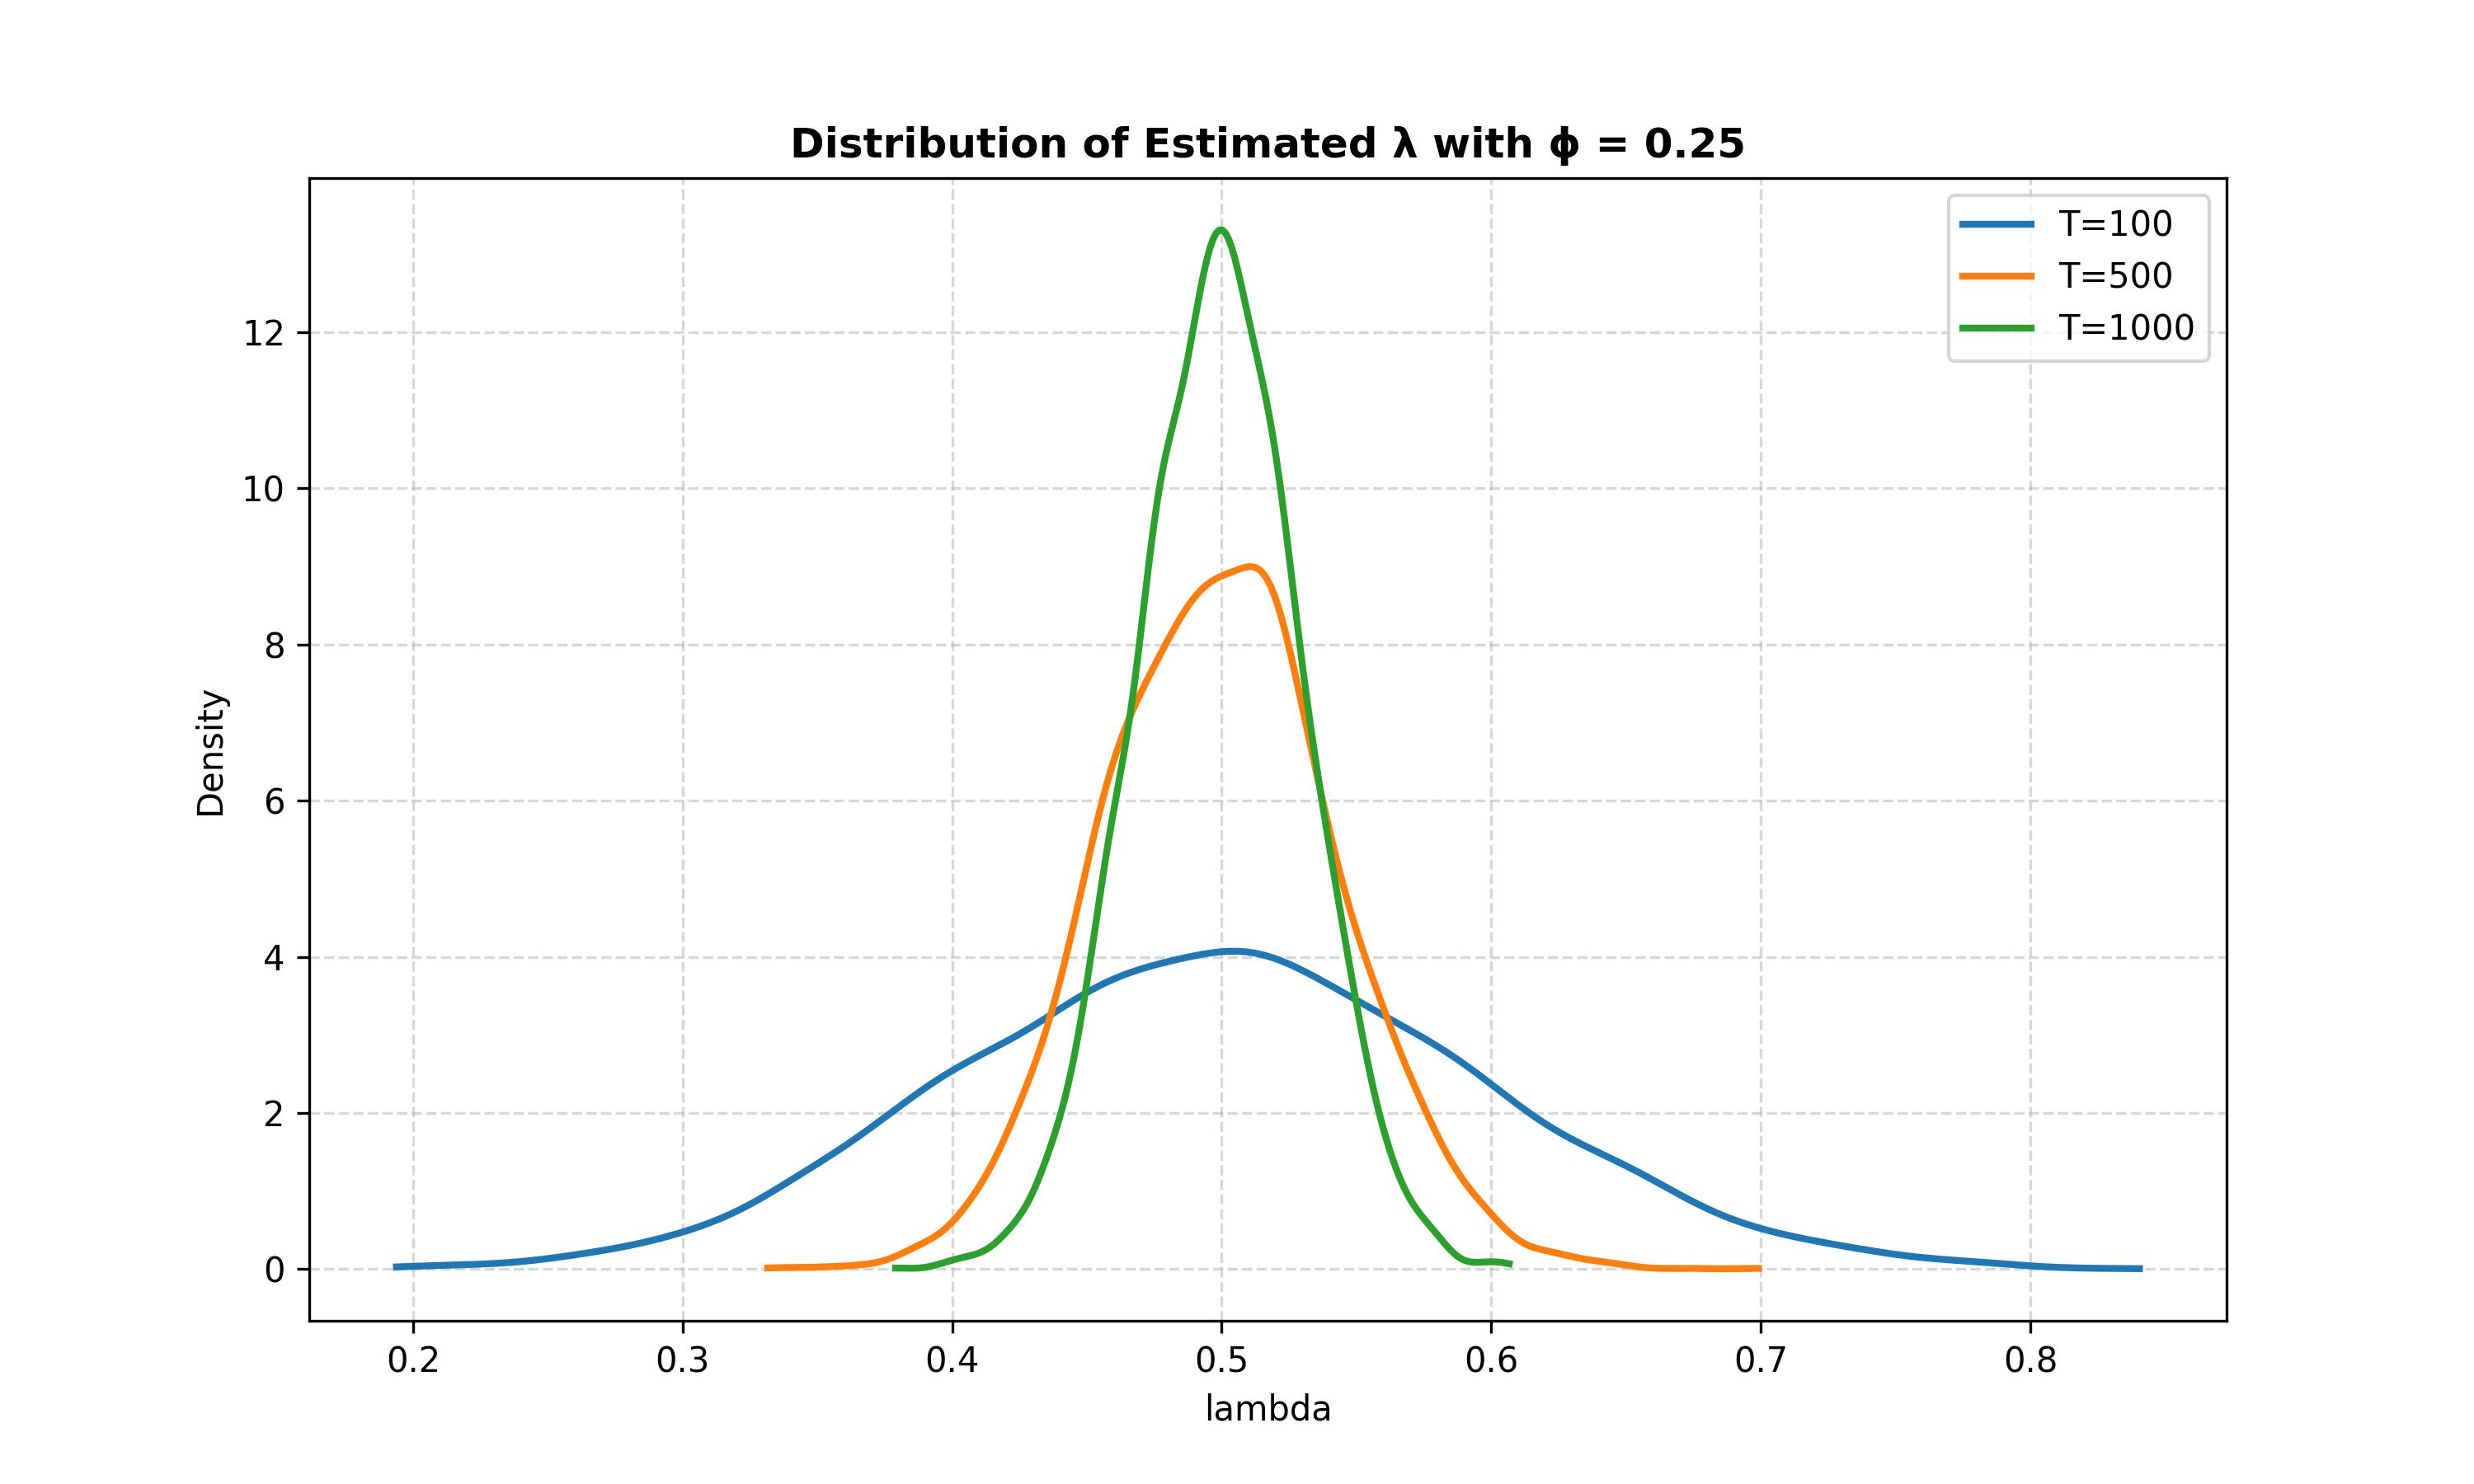 Distribution of Estimated λ with ϕ = 0.25
T=100
T=500
T=1000
Density
12
10
8
6
4
2
0
0.2 0.3 0.4 0.5 0.6 0.7 0.8
lambda